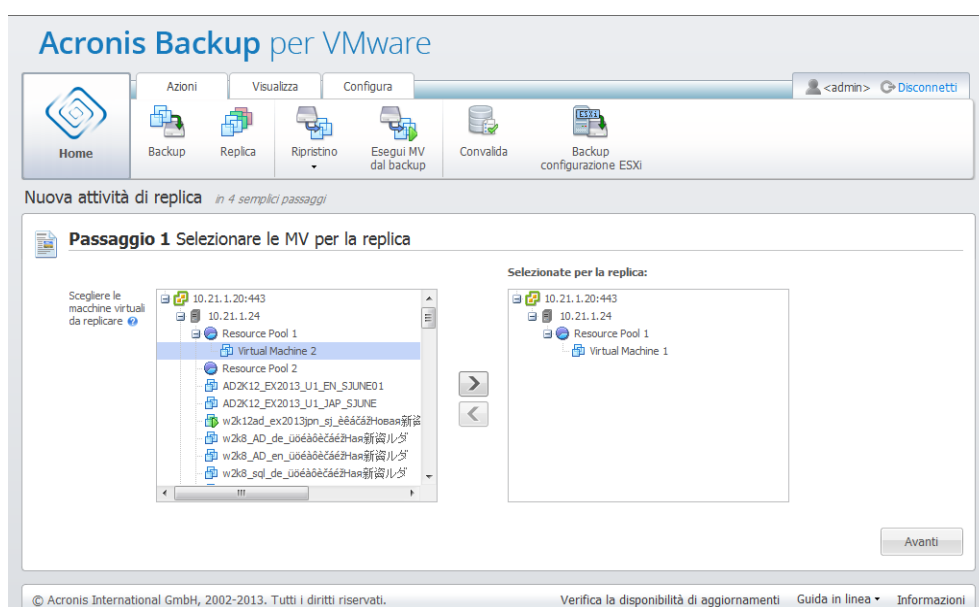 Acronis Backup per VMware
Azioni Visualizza Configura
<admin> Disconnetti
Home
Backup
Replica
Ripristino
Esegui MV
dal backup
Convalida
Backup
configurazione ESXi
Nuova attività di replica in 4 semplici passaggi
Passaggio 1 Selezionare le MV per la replica
Scegliere le
macchine virtuali
da replicare
10.21.1.20:443
10.21.1.24
Resource Pool 1
Virtual Machine 2
Resource Pool 2
AD2K12_EX2013_U1_EN_SJUNE01
AD2K12_EX2013_U1_JAP_SJUNE
Selezionate per la replica:
10.21.1.20:443
10.21.1.24
Resource Pool 1
Virtual Machine 1
Avanti
© Acronis International GmbH, 2002-2013. Tutti i diritti riservati.
Verifica la disponibilità di aggiornamenti Guida in linea Informazioni